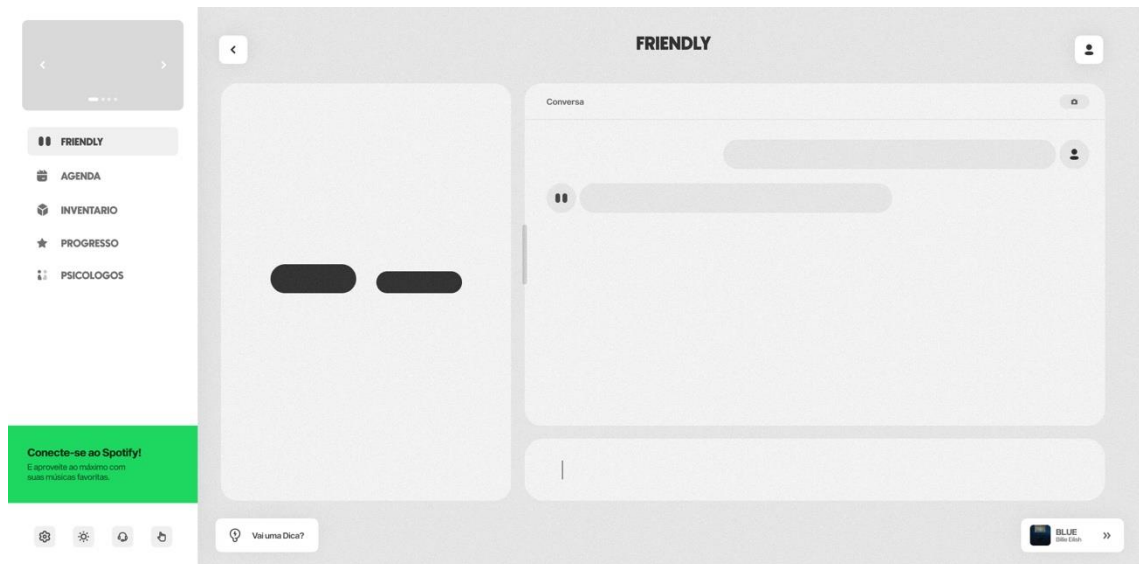 FRIENDLY
AGENDA
INVENTARIO
PROGRESSO
PSICOLOGOS
Conecte-se ao Spotify!
E aproveite ao máximo com
suas músicas favoritas.
FRIENDLY
Conversa
Vai uma Dica?
BLUE
Billie Eilish